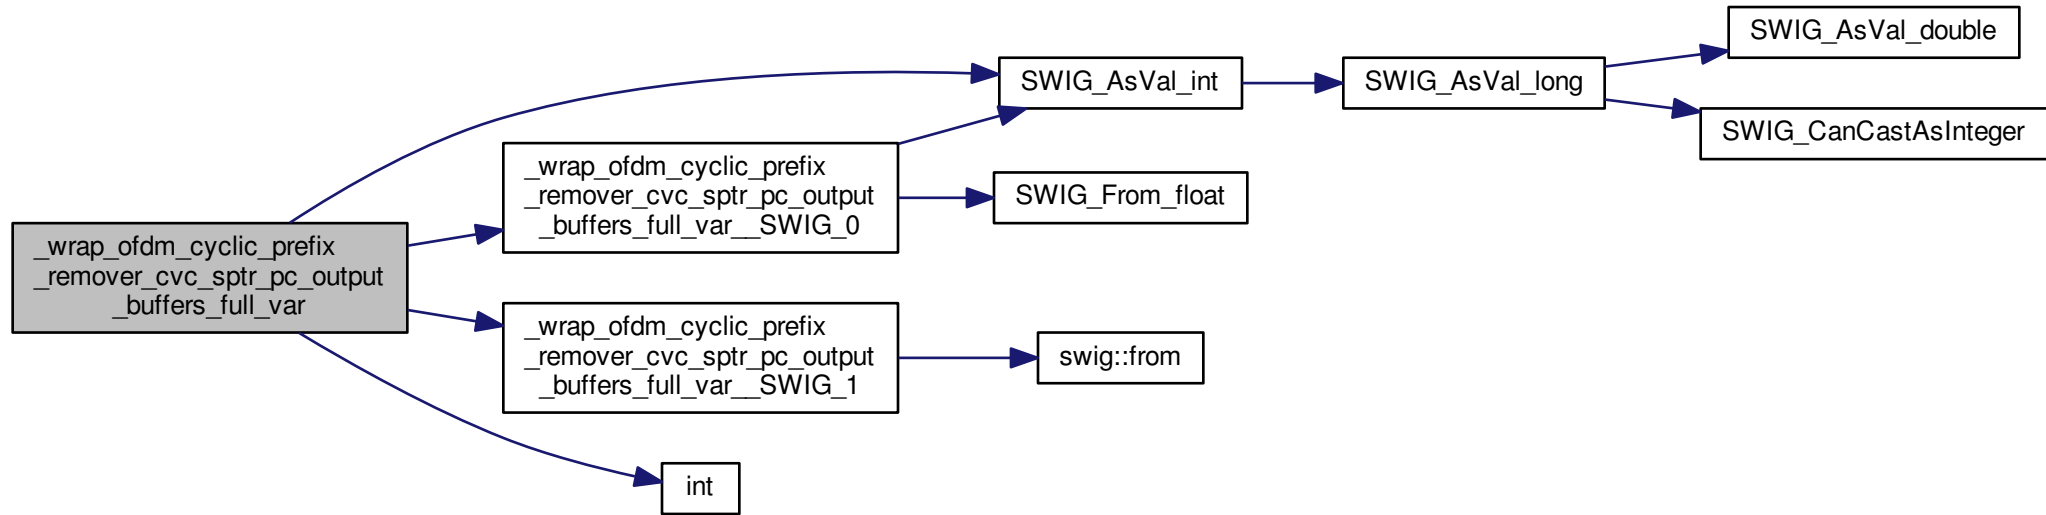 _wrap_ofdm_cyclic_prefix
_remover_cvc_sptr_pc_output
_buffers_full_var
_wrap_ofdm_cyclic_prefix
_remover_cvc_sptr_pc_output
_buffers_full_var__SWIG_0
_wrap_ofdm_cyclic_prefix
_remover_cvc_sptr_pc_output
_buffers_full_var__SWIG_1
int
SWIG_AsVal_int
SWIG_From_float
swig::from
SWIG_AsVal_long
SWIG_AsVal_double
SWIG_CanCastAsInteger